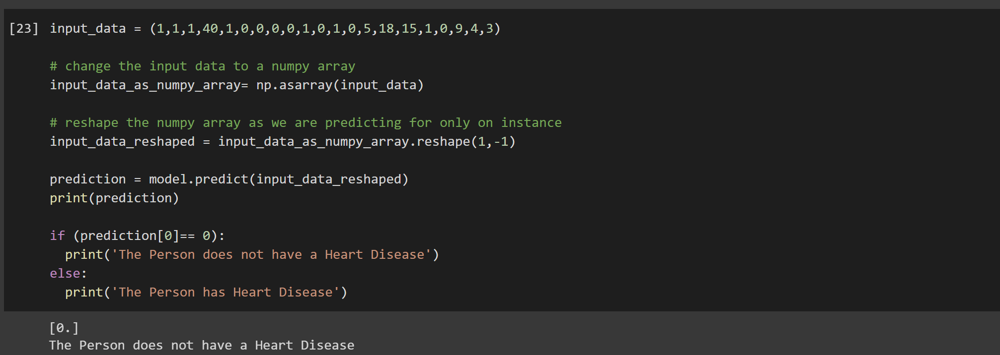 [23] input_data = (1,1,1,40,1,0,0,0,0,1,0,1,0,5,18,15,1,0,9,4,3)
# change the input data to a numpy array
input_data_as_numpy_array= np.asarray(input_data)
# reshape the numpy array as we are predicting for only on instance
input_data_reshaped = input_data_as_numpy_array.reshape(1,-1)
prediction = model.predict(input_data_reshaped)
print(prediction)
if (prediction[0]== 0):
  print('The Person does not have a Heart Disease')
else:
  print('The Person has Heart Disease')
[0.]
The Person does not have a Heart Disease